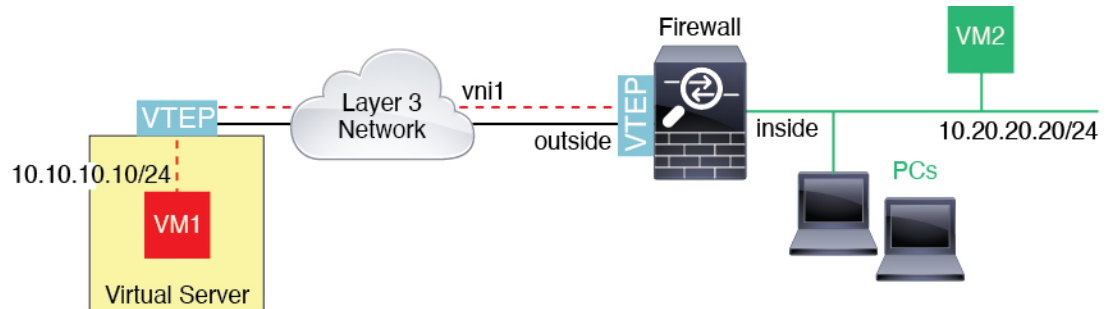 Firewall
VM2
Layer 3
Network
vni1
VTEP
VTEP
outside
inside
10.20.20.20/24
10.10.10.10/24
PCs
VM1
Virtual Server